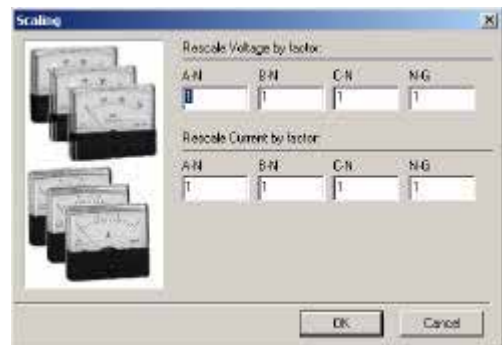 Scaling
Rescale Voltage by factor:
A-N B-N C-N N-G
1 1 1 1
Rescale Current by factor:
A-N B-N C-N N-G
1 1 1 1
OK Cancel